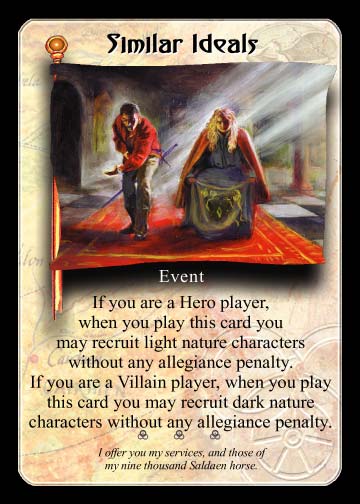 Similar Ideals
Event
If you are a Hero player,
when you play this card you
may recruit light nature characters
without any allegiance penalty.
If you are a Villain player, when you play
this card you may recruit dark nature
characters without any allegiance penalty.
I offer you my services, and those of
my nine thousand Saldaen horse.